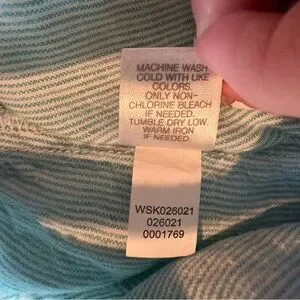 MACHINE WASH
COLD WITH LIKE
COLORS.
ONLY NON-
CHLORINE BLEACH
IF NEEDED.
TUMBLE DRY LOW.
WARM IRON
IF NEEDED
WSK026021
026021
0001769